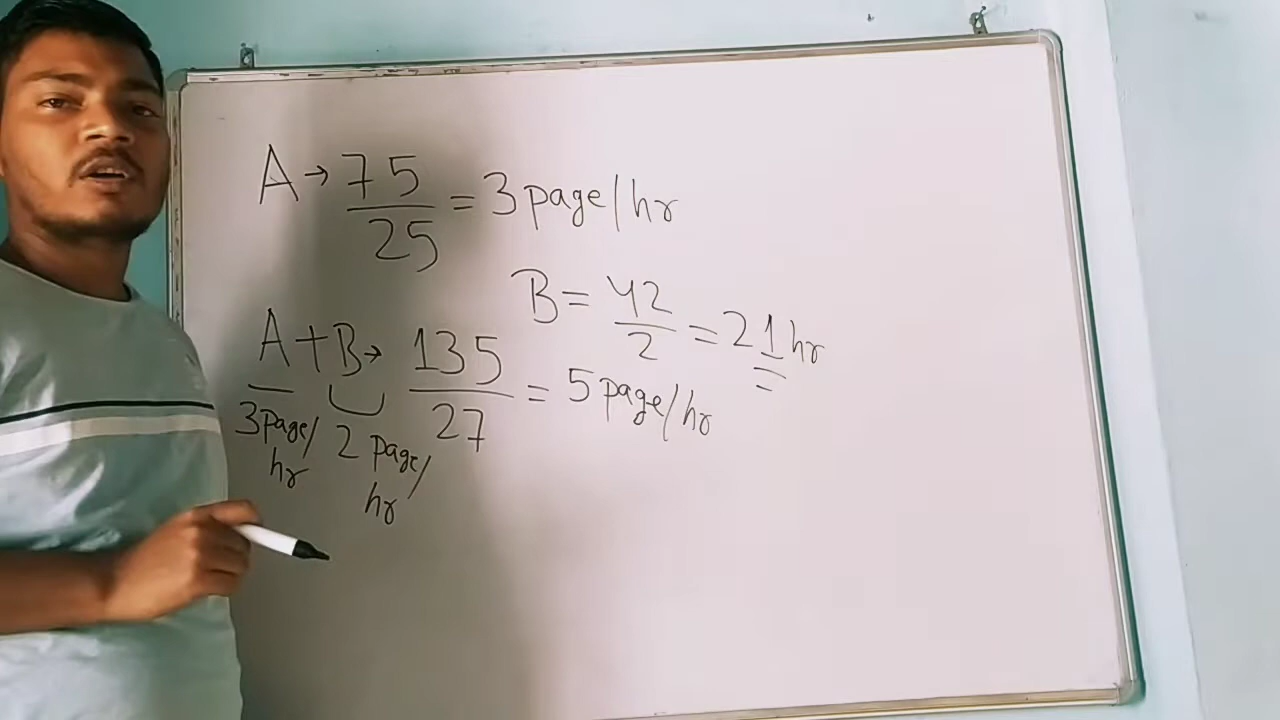 A → 75/25 = 3 page/hr
B = 42/2 = 21 hr
A + B → 135/27 = 5 page/hr
3 page/hr
2 page/hr